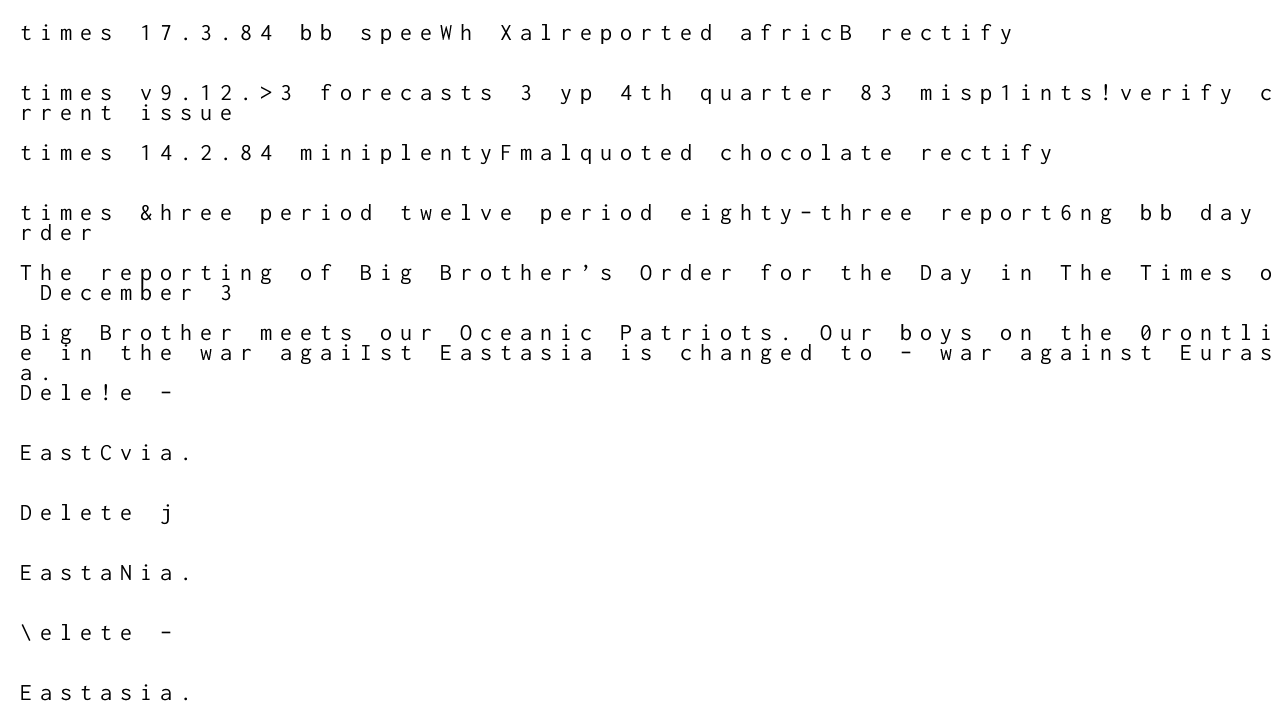 times 17.3.84 bb speeWh Xalreported africB rectify
times v9.12.>3 forecasts 3 yp 4th quarter 83 misp1ints!verify c
rrent issue
times 14.2.84 miniplentyFmalquoted chocolate rectify
times &hree period twelve period eighty-three report6ng bb day
rder
The reporting of Big Brother's Order for the Day in The Times o
December 3
Big Brother meets our Oceanic Patriots. Our boys on the 0rontli
e in the war agaiIst Eastasia is changed to - war against Euras
a.
Dele!e -
EastCvia.
Delete j
EastaNia.
\elete -
Eastasia.